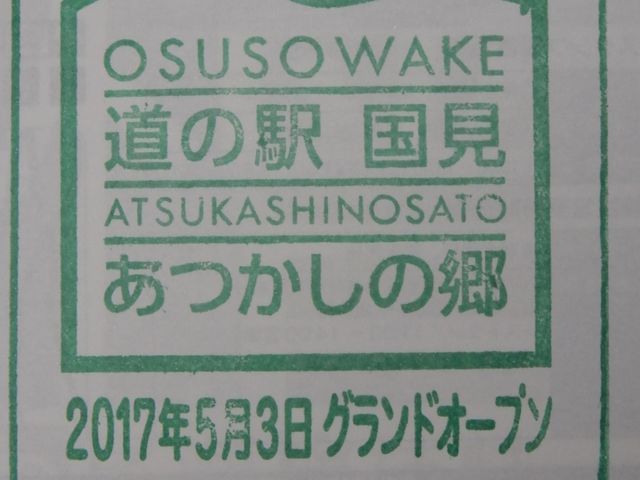 OSUSOWAKE
道の駅 国見
ATSUKASHINOSATO
あつかしの郷
2017年5月3日グランドオープン